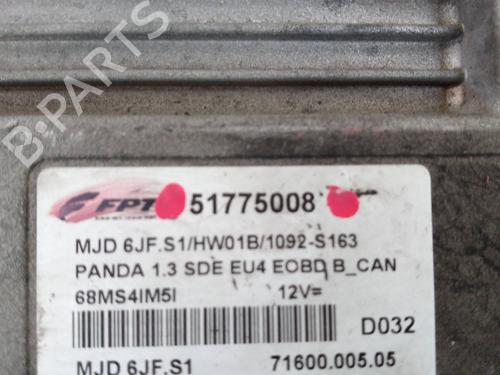 B-PARTS
FPT
51775008
MJD 6JF.S1/HW01B/1092-S163
PANDA 1.3 SDE EU4 EOBD B_CAN
68MS4IM5I 12V=
D032
MJD 6JF.S1 71600.005.05